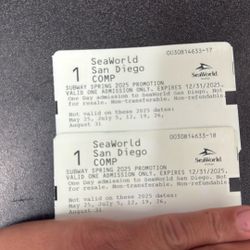 0030814633-17
1 SeaWorld
San Diego
COMP
SeaWorld
SUBWAY SPRING 2025 PROMOTION
VALID ONE ADMISSION ONLY, EXPIRES 12/31/2025.
One Day admission to SeaWorld San Diego. Not
for resale. Non-transferable. Non-refundable
Not valid on these 2025 dates:
May 25, July 5, 12, 19, 26,
August 31
0030814633-18
1 SeaWorld
San Diego
COMP
SeaWorld
SUBWAY SPRING 2025 PROMOTION
VALID ONE ADMISSION ONLY, EXPIRES 12/31/2025.
One Day admission to SeaWorld San Diego. Not
for resale. Non-transferable. Non-refundable
Not valid on these 2025 dates:
May 25, July 5, 12, 19, 26,
August 31